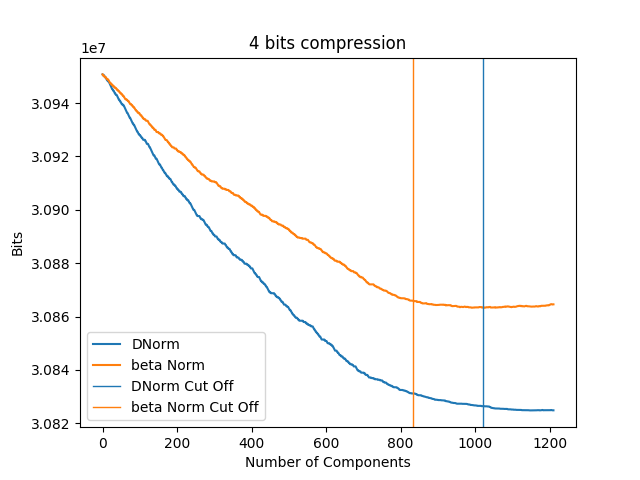 4 bits compression
1e7
3.094
3.092
3.090
3.088
3.086
3.084
3.082
Bits
DNorm
beta Norm
DNorm Cut Off
beta Norm Cut Off
0 200 400 600 800 1000 1200
Number of Components